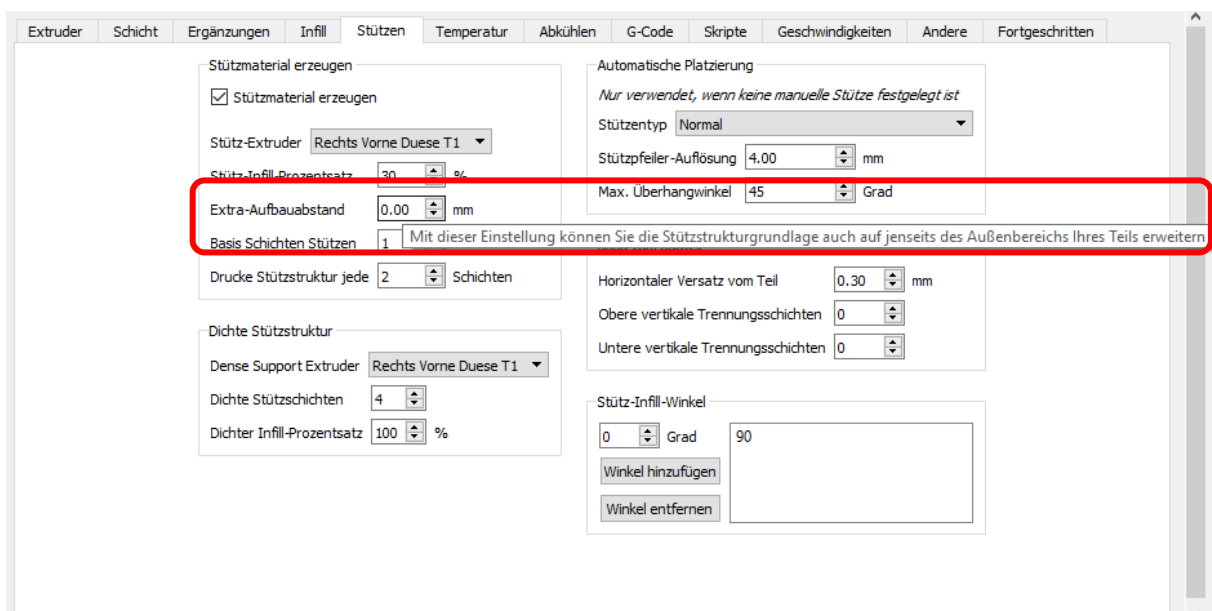 Extruder Schicht Ergänzungen Infill Stützen Temperatur Abkühlen G-Code Skripte Geschwindigkeiten Andere Fortgeschritten
Stützmaterial erzeugen
Stützmaterial erzeugen
Stütz-Extruder Rechts Vorne Duese T1
Stütz-Infill-Prozentsatz 30 %
Extra-Aufbauabstand 0.00 mm
Basis Schichten Stützen 1
Mit dieser Einstellung können Sie die Stützstrukturgrundlage auch auf jenseits des Außenbereichs Ihres Teils erweitern
Drucke Stützstruktur jede 2 Schichten
Dichte Stützstruktur
Dense Support Extruder Rechts Vorne Duese T1
Dichte Stützschichten 4
Dichter Infill-Prozentsatz 100 %
Automatische Platzierung
Nur verwendet, wenn keine manuelle Stütze festgelegt ist
Stützentyp Normal
Stützpfeiler-Auflösung 4.00 mm
Max. Überhangwinkel 45 Grad
Horizontaler Versatz vom Teil 0.30 mm
Obere vertikale Trennungsschichten 0
Untere vertikale Trennungsschichten 0
Stütz-Infill-Winkel
0 Grad 90
Winkel hinzufügen
Winkel entfernen